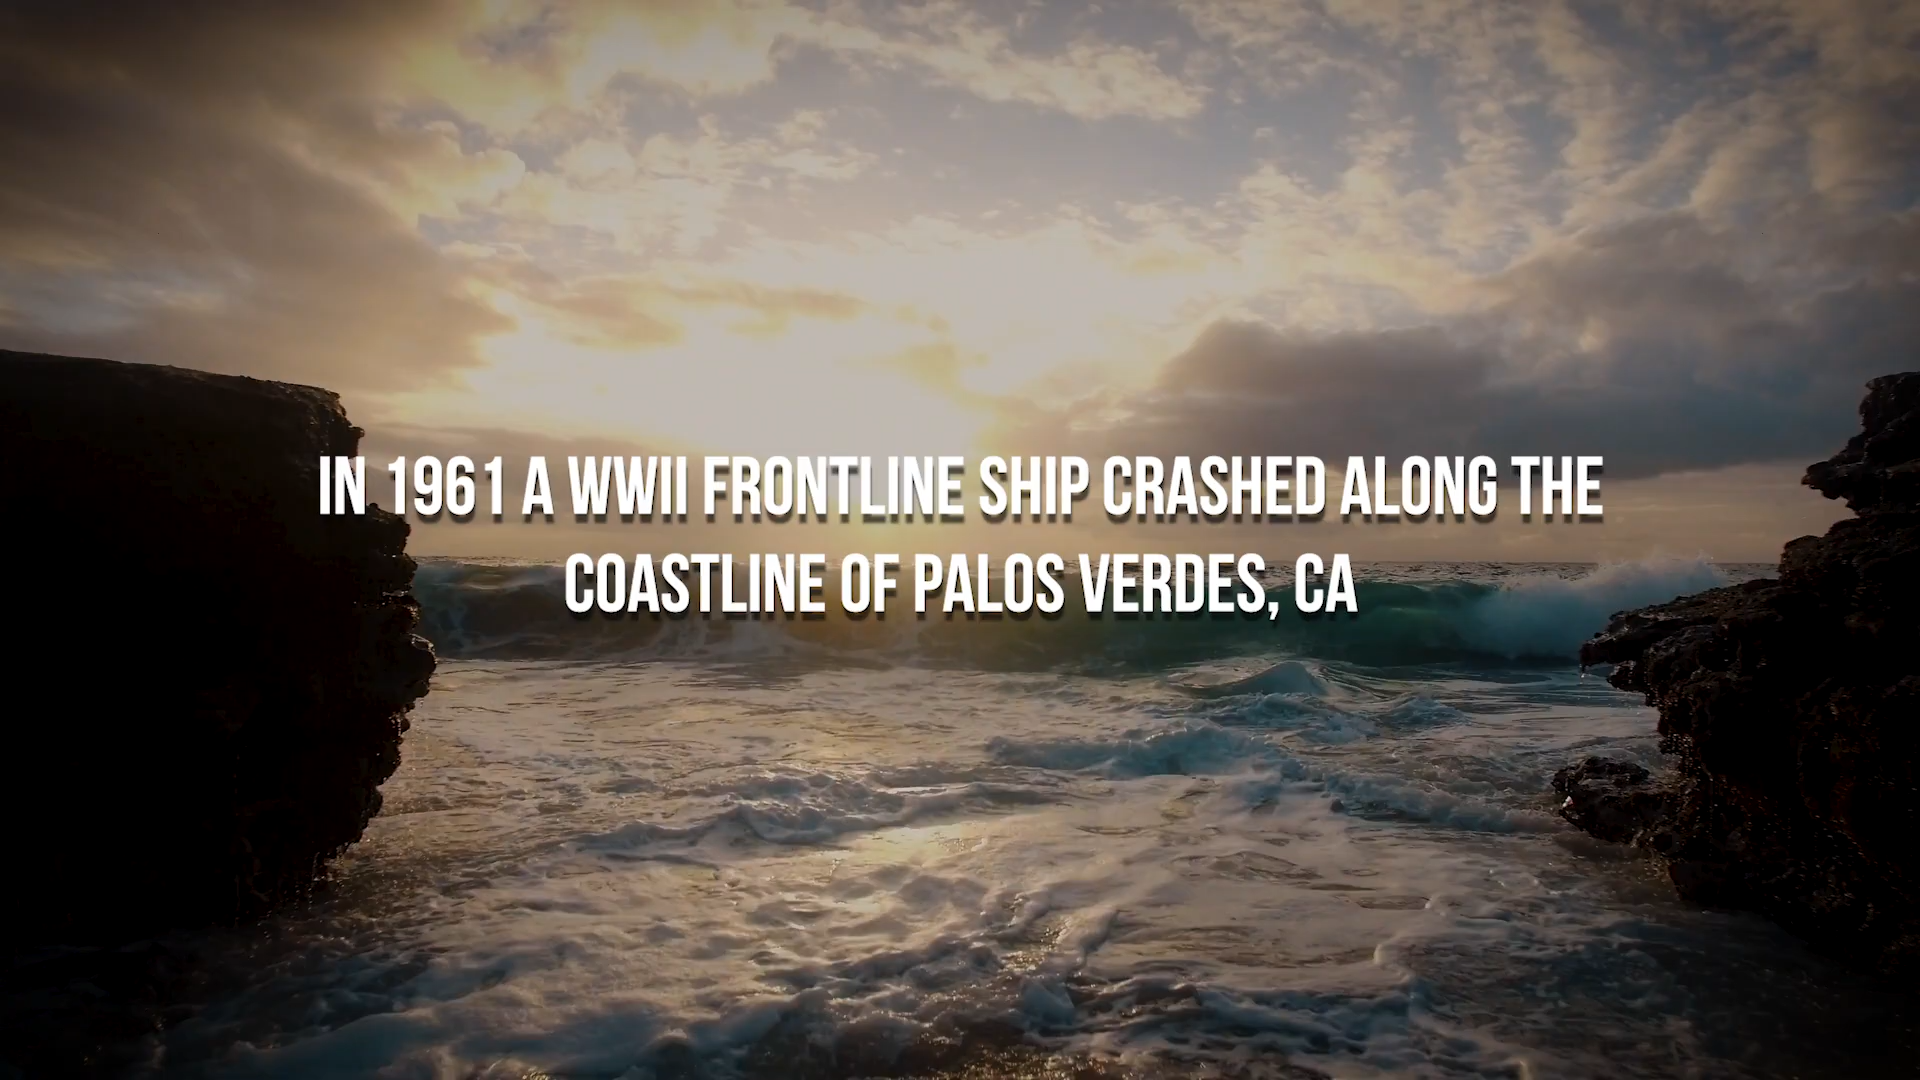 IN 1961 A WWII FRONTLINE SHIP CRASHED ALONG THE
COASTLINE OF PALOS VERDES, CA